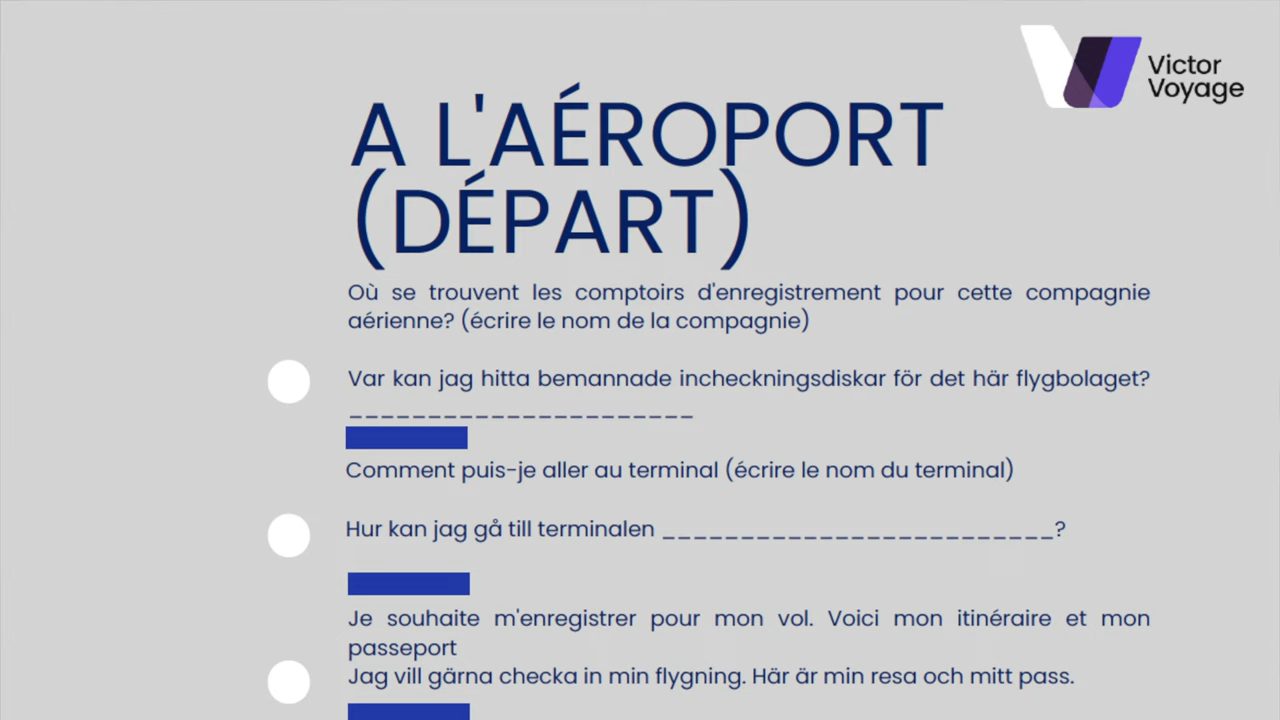 Victor
Voyage
A L'AÉROPORT
(DÉPART)
Où se trouvent les comptoirs d'enregistrement pour cette compagnie
aérienne? (écrire le nom de la compagnie)
Var kan jag hitta bemannade incheckningsdiskar för det här flygbolaget?
______________________
Comment puis-je aller au terminal (écrire le nom du terminal)
Hur kan jag gå till terminalen _________________________?
Je souhaite m'enregistrer pour mon vol. Voici mon itinéraire et mon
passeport
Jag vill gärna checka in min flygning. Här är min resa och mitt pass.